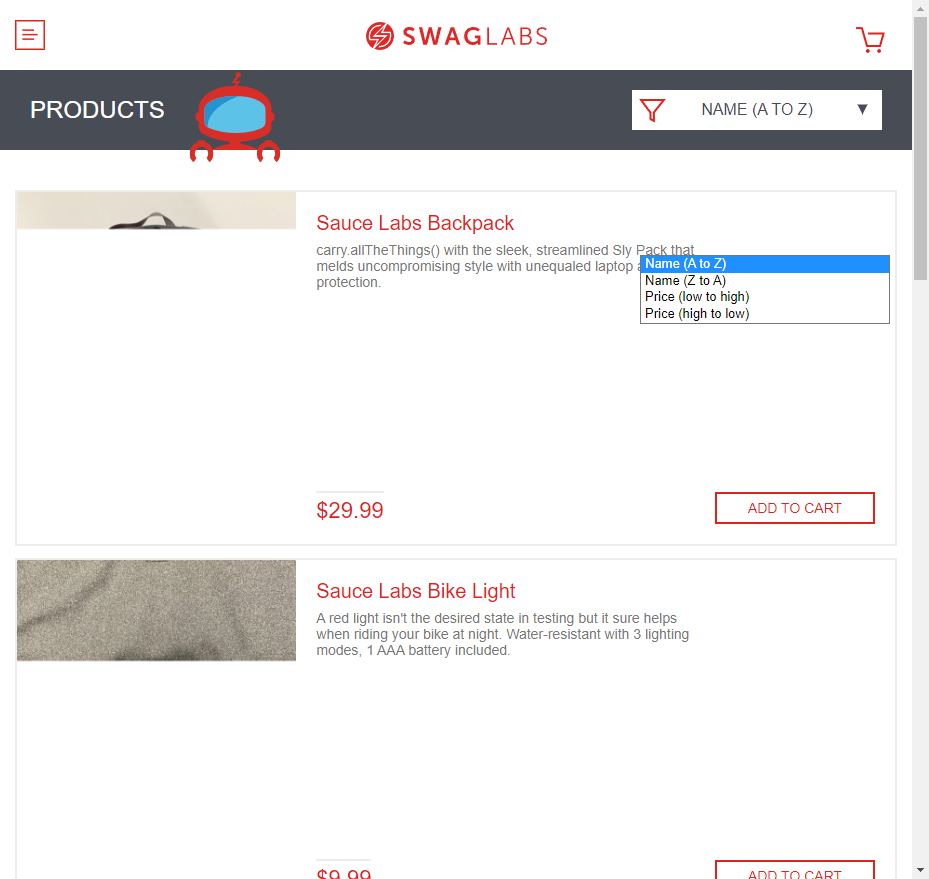 SWAGLABS
PRODUCTS
NAME (A TO Z)
Sauce Labs Backpack
carry.allTheThings() with the sleek, streamlined Sly Pack that
melds uncompromising style with unequaled laptop
protection.
Name (A to Z)
Name (Z to A)
Price (low to high)
Price (high to low)
$29.99
ADD TO CART
Sauce Labs Bike Light
A red light isn't the desired state in testing but it sure helps
when riding your bike at night. Water-resistant with 3 lighting
modes, 1 AAA battery included.
$9.99
ADD TO CART